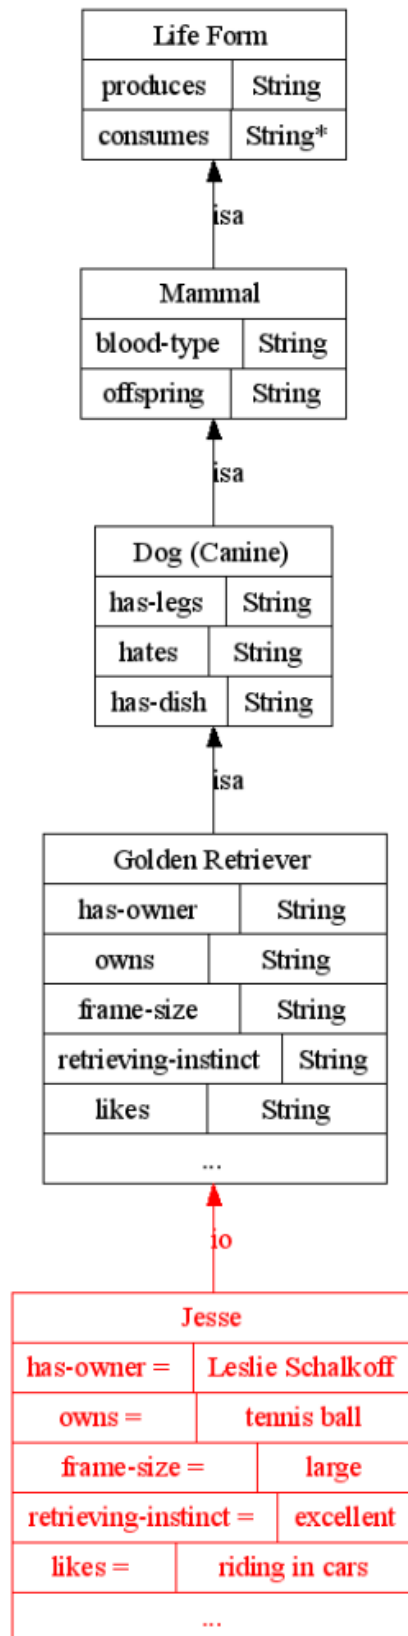 Life Form
produces String
consumes String*
isa
Mammal
blood-type String
offspring String
isa
Dog (Canine)
has-legs String
hates String
has-dish String
isa
Golden Retriever
has-owner String
owns String
frame-size String
retrieving-instinct String
likes String
...
io
Jesse
has-owner = Leslie Schalkoff
owns = tennis ball
frame-size = large
retrieving-instinct = excellent
likes = riding in cars
...